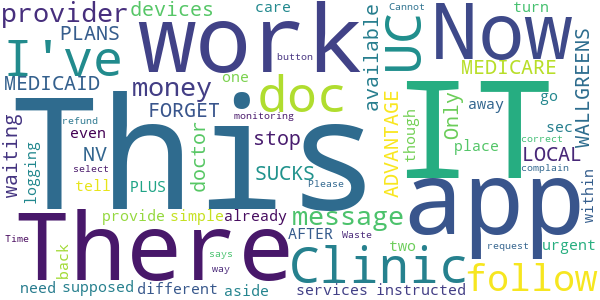 provider
devices
care
turn
PLANS
I've
work
UC
available
Now
button
MEDICAID
money
doc
one
MEDICARE
WALLGREENS
Cannot
This
IT
FORGET
ADVANTAGE
though
Only
away
go
sec
waiting
logging
refund
even
NV
select
tell
PLUS
doctor
monitoring
stop
SUCKS
Please
place
LOCAL
correct
complain
app
within
There
provide
simple
already
message
AFTER
Waste
two
request
urgent
Time
back
says
way
Clinic
follow
need
supposed
different
aside
services
instructed